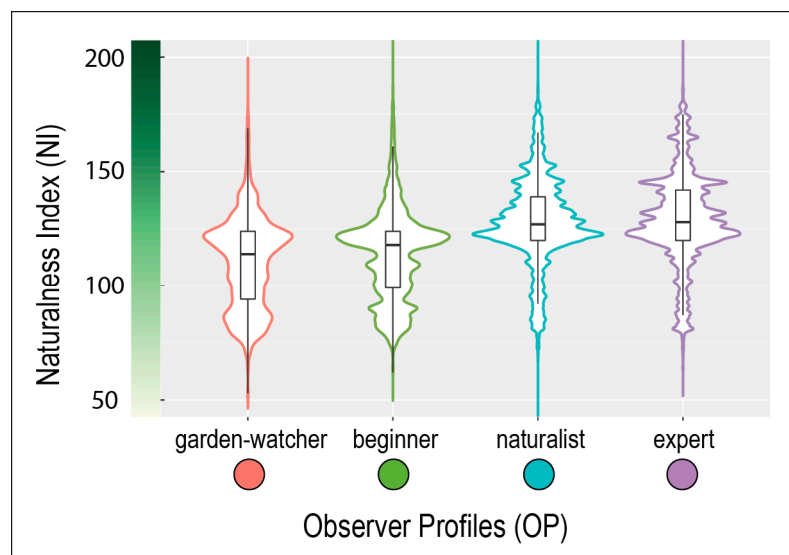 200
150
100
50
Naturalness Index (NI)
garden-watcher beginner naturalist expert
Observer Profiles (OP)